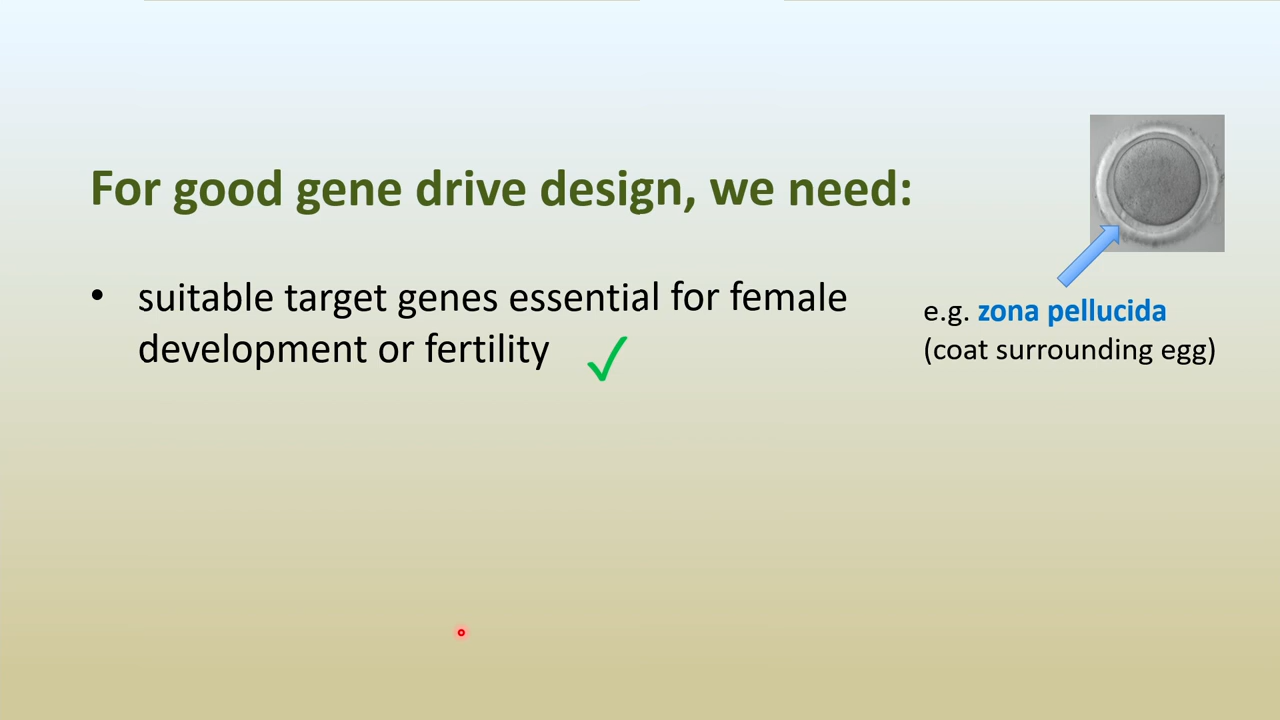 For good gene drive design, we need:
• suitable target genes essential for female
development or fertility ✓
e.g. zona pellucida
(coat surrounding egg)